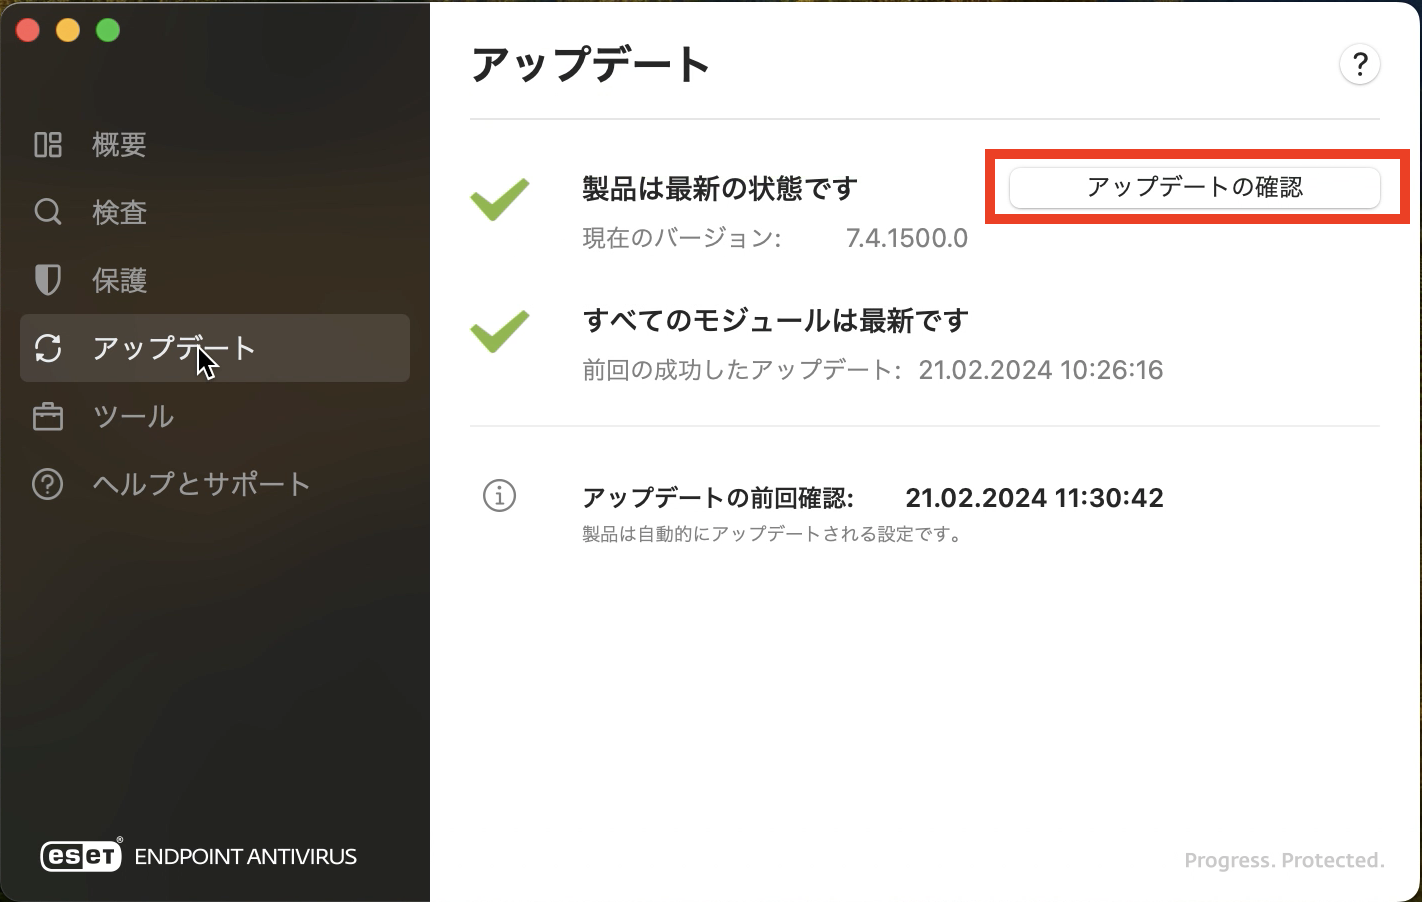 概要
検査
保護
アップデート
ツール
ヘルプとサポート
eseT® ENDPOINT ANTIVIRUS
アップデート
?
製品は最新の状態です
アップデートの確認
現在のバージョン: 7.4.1500.0
すべてのモジュールは最新です
前回の成功したアップデート: 21.02.2024 10:26:16
アップデートの前回確認: 21.02.2024 11:30:42
製品は自動的にアップデートされる設定です。
Progress. Protected.